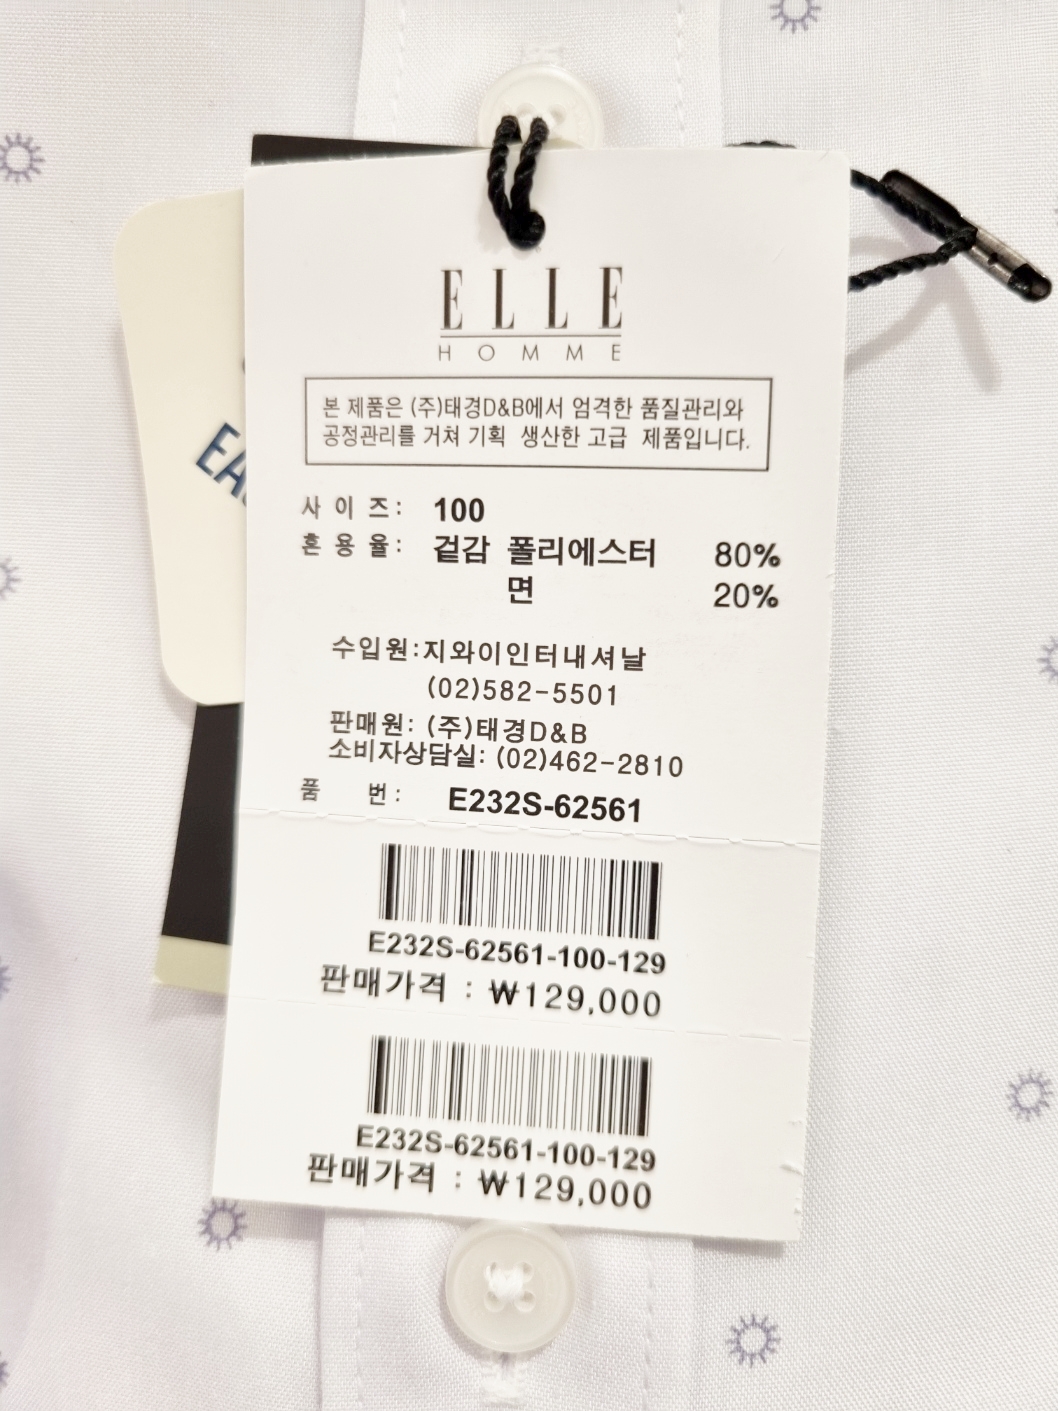 ELLE
HOMME
본 제품은 (주)태경D&B에서 엄격한 품질관리와
공정관리를 거쳐 기획 생산한 고급 제품입니다.
사 이 즈 : 100
혼 용 율 : 겉감 폴리에스터 80%
면 20%
수입원:지와이인터내셔날
(02)582-5501
판매원: (주)태경D&B
소비자상담실: (02)462-2810
품 번 : E232S-62561
E232S-62561-100-129
판매가격 : ₩129,000
E232S-62561-100-129
판매가격 : ₩129,000